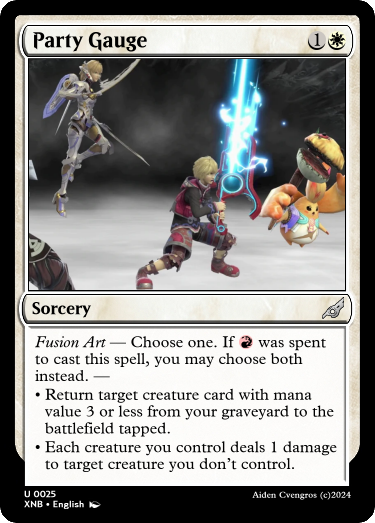 Party Gauge 1
Sorcery
Fusion Art — Choose one. If was spent
to cast this spell, you may choose both
instead. —
• Return target creature card with mana
value 3 or less from your graveyard to the
battlefield tapped.
• Each creature you control deals 1 damage
to target creature you don't control.
U 0025
XNB • English Aiden Cvengros (c)2024